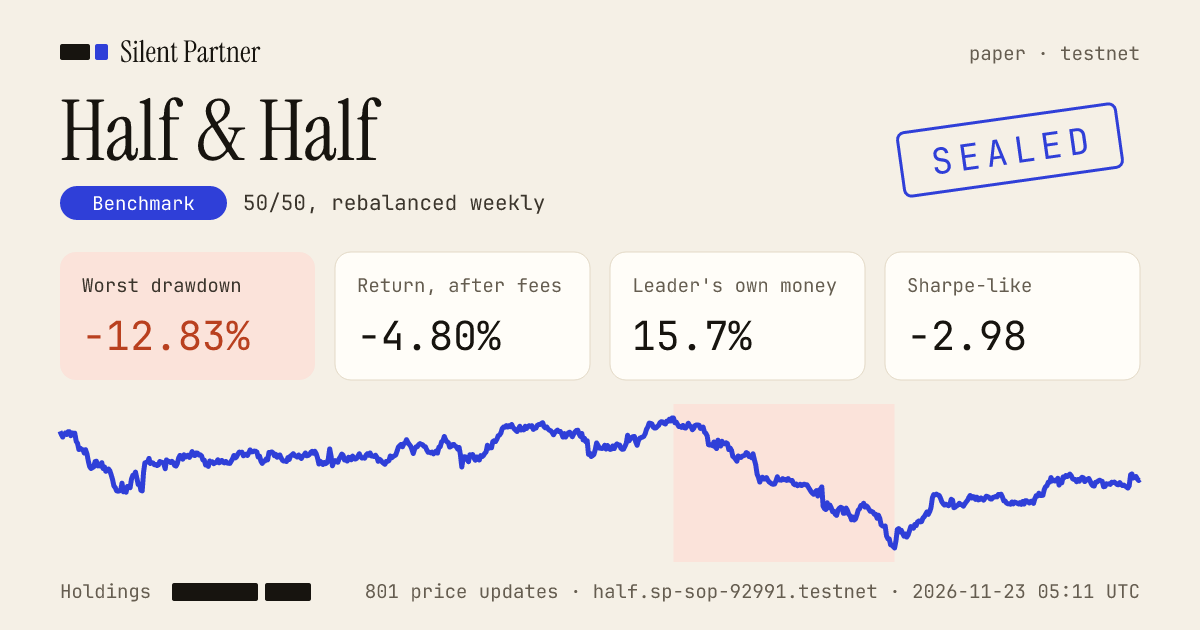 Silent Partner
paper · testnet
Half & Half
SEALED
Benchmark
50/50, rebalanced weekly
Worst drawdown
-12.83%
Return, after fees
-4.80%
Leader's own money
15.7%
Sharpe-like
-2.98
Holdings
801 price updates · half.sp-sop-92991.testnet · 2026-11-23 05:11 UTC